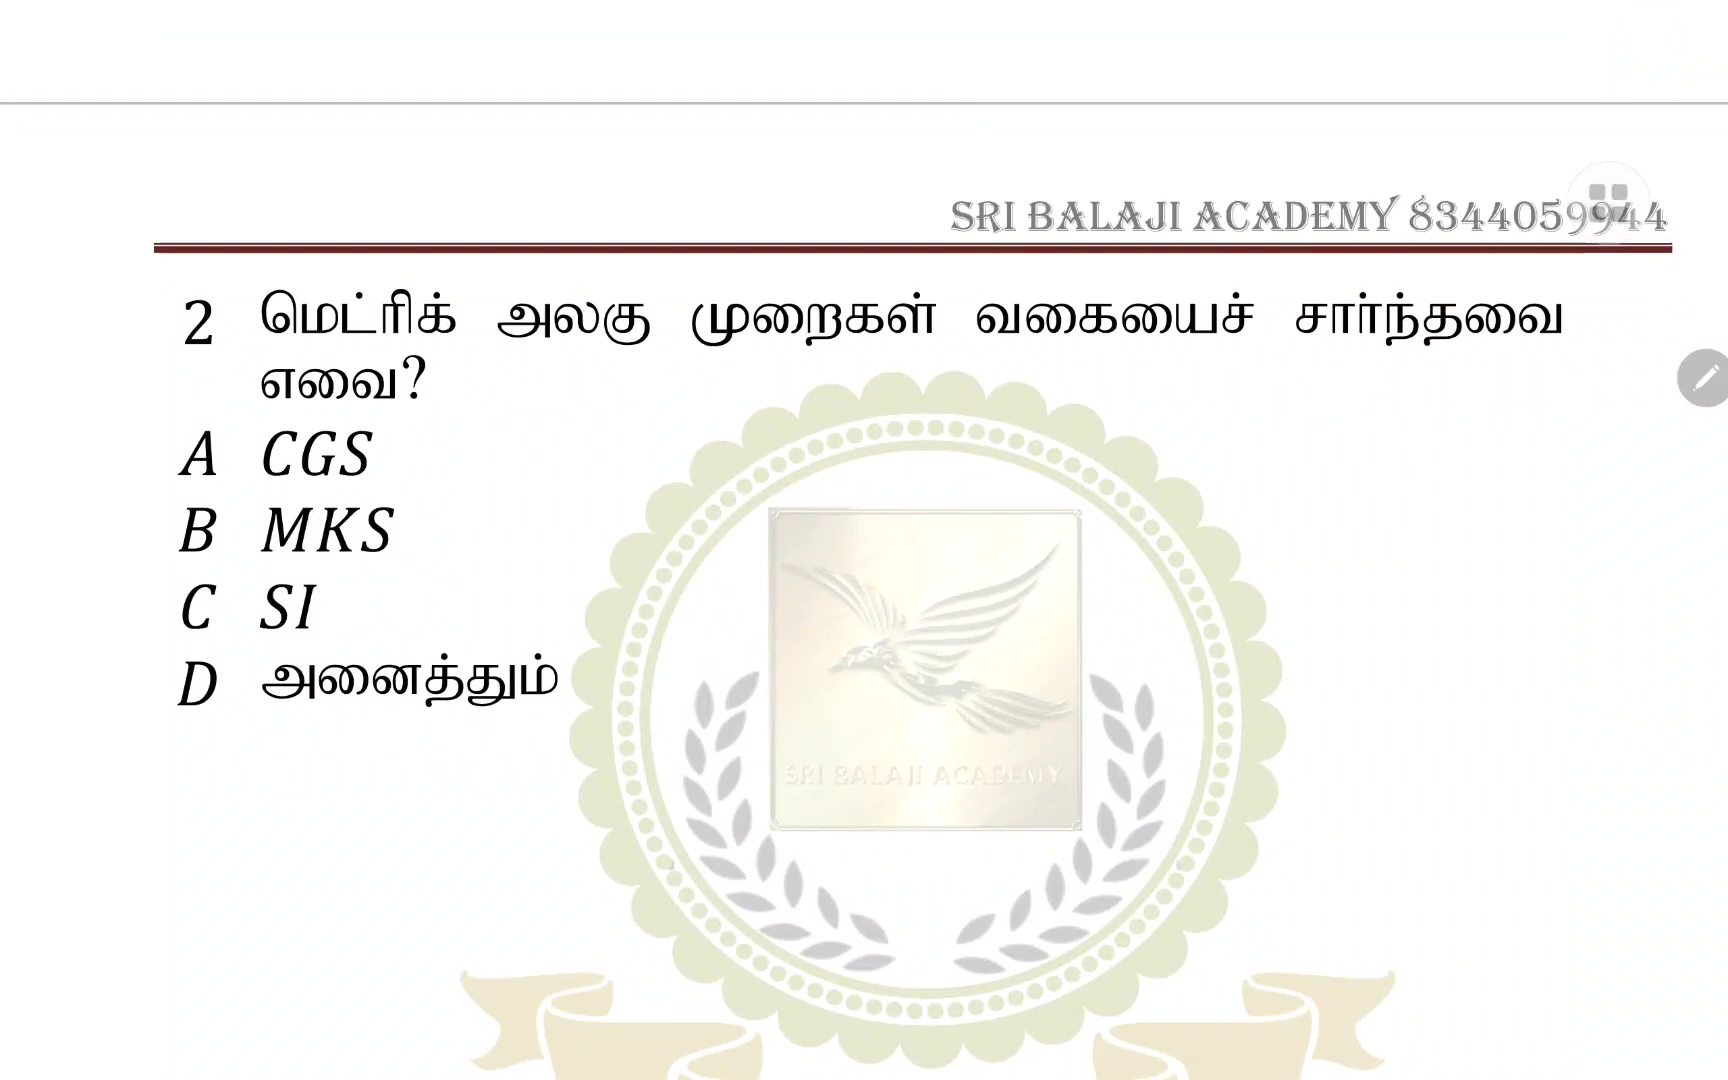 SRI BALAJI ACADEMY 8344059944
2 மெட்ரிக் அலகு முறைகள் வகையைச் சார்ந்தவை
எவை?
A CGS
B MKS
C SI
D அனைத்தும்
SRI BALAJI ACADEMY